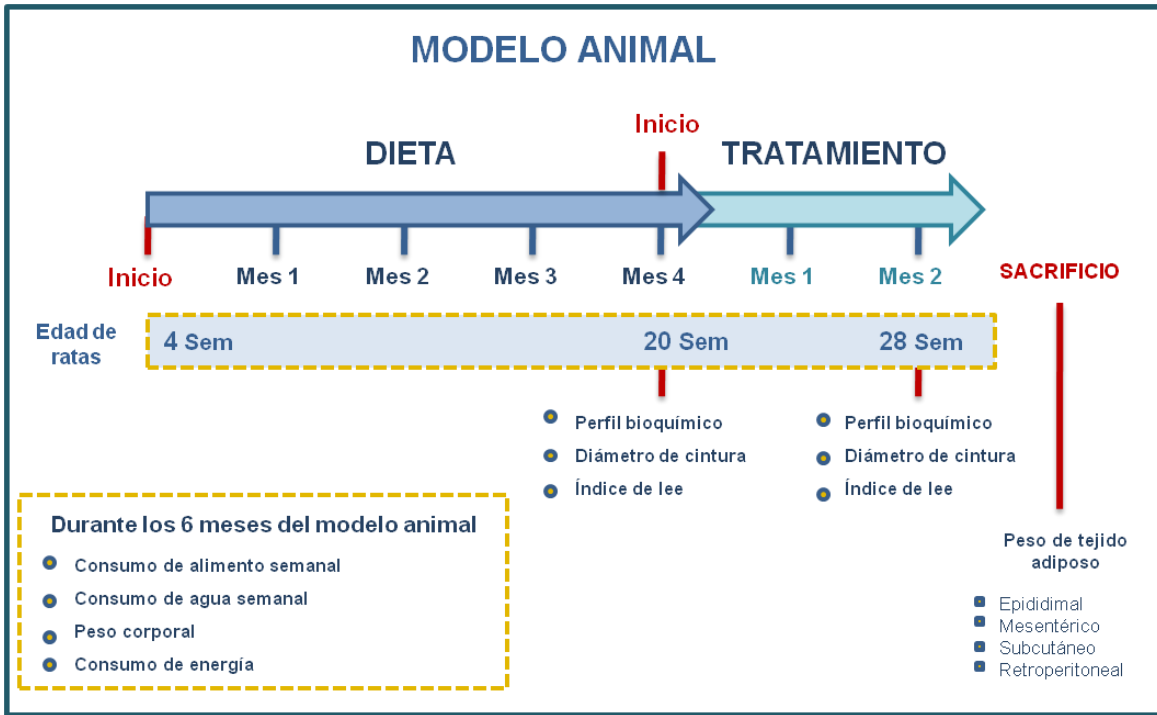 MODELO ANIMAL
Inicio
DIETA
TRATAMIENTO
Inicio
Mes 1
Mes 2
Mes 3
Mes 4
Mes 1
Mes 2
SACRIFICIO
Edad de
ratas
4 Sem
20 Sem
28 Sem
Perfil bioquímico
Diámetro de cintura
Índice de lee
Perfil bioquímico
Diámetro de cintura
Índice de lee
Durante los 6 meses del modelo animal
Consumo de alimento semanal
Consumo de agua semanal
Peso corporal
Consumo de energía
Peso de tejido
adiposo
Epididimal
Mesentérico
Subcutáneo
Retroperitoneal